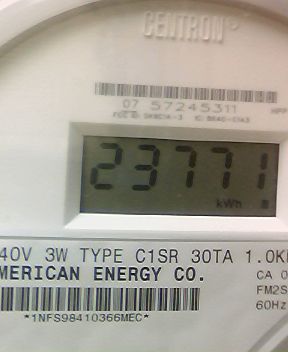 CENTRON®
07 57245311
23771
kWh
40V 3W TYPE C1SR 30TA 1.0K
MERICAN ENERGY CO.
CA 0
FM2S
60Hz
*1NFS98410366MEC*